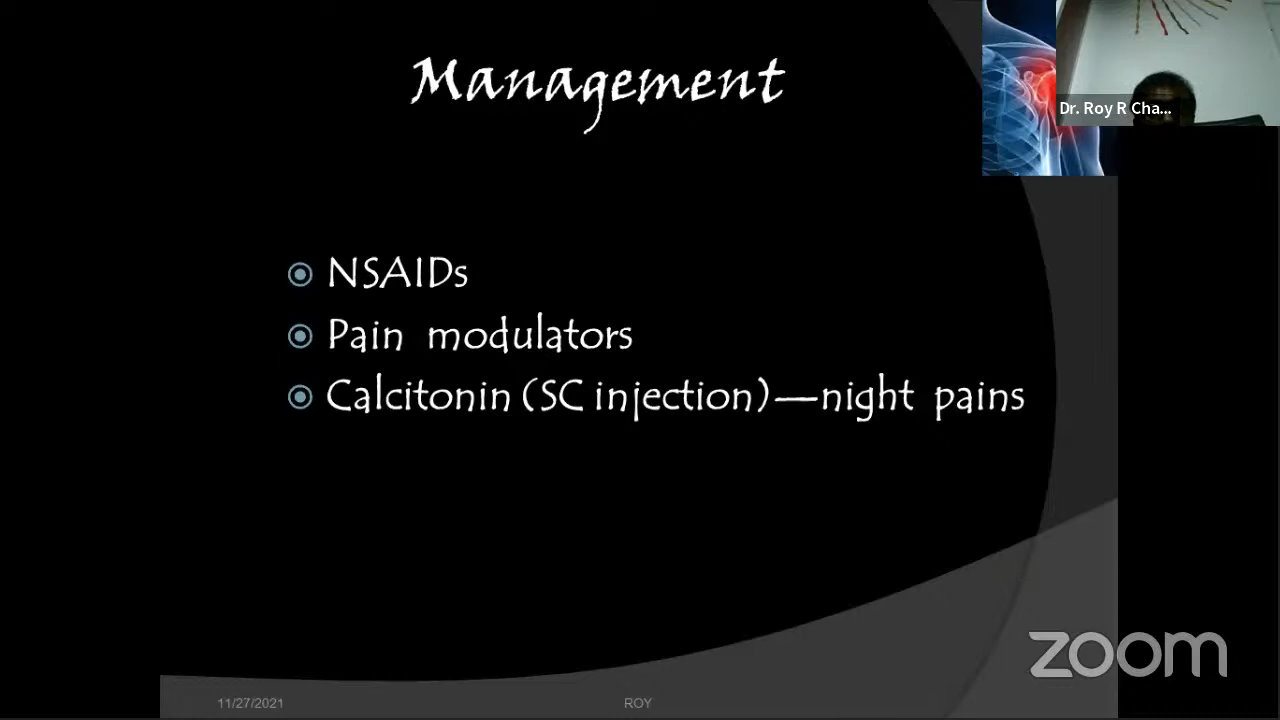 Management
Dr. Roy R Cha...
NSAIDs
Pain modulators
Calcitonin (SC injection)—night pains
zoom
11/27/2021
ROY